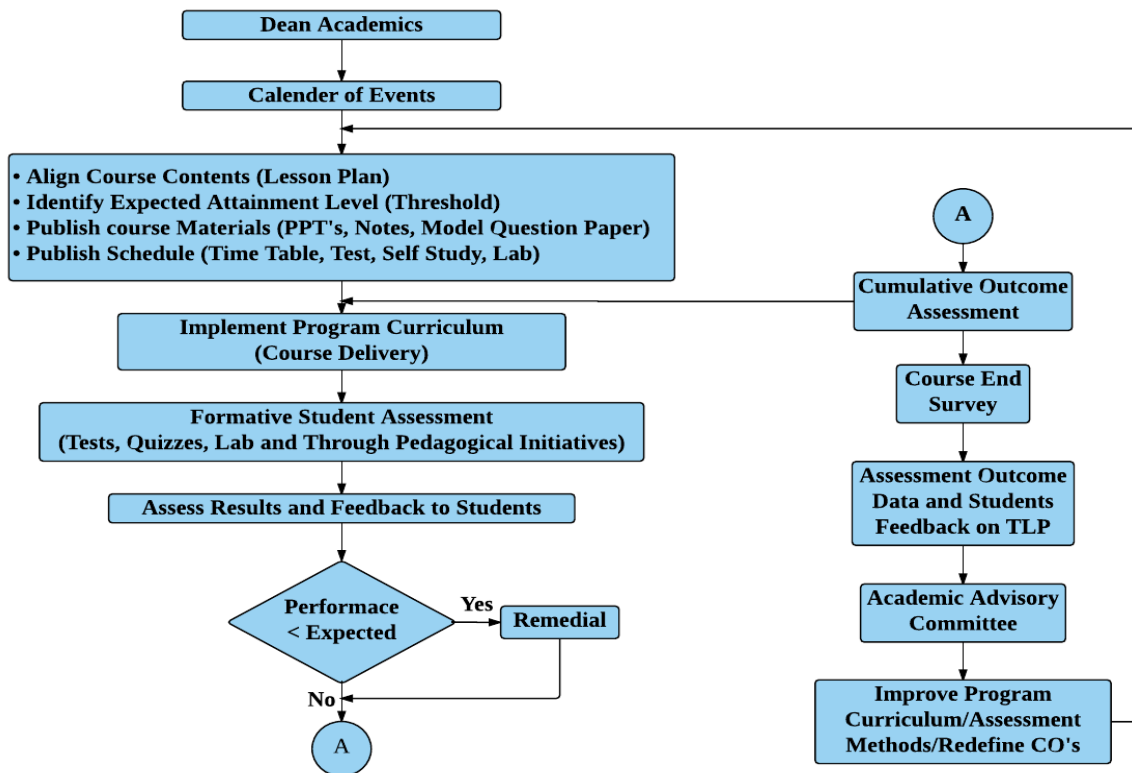 Dean Academics
Calender of Events
• Align Course Contents (Lesson Plan)
• Identify Expected Attainment Level (Threshold)
• Publish course Materials (PPT's, Notes, Model Question Paper)
• Publish Schedule (Time Table, Test, Self Study, Lab)
Implement Program Curriculum
(Course Delivery)
Formative Student Assessment
(Tests, Quizzes, Lab and Through Pedagogical Initiatives)
Assess Results and Feedback to Students
Performace
< Expected
Yes
Remedial
No
A
A
Cumulative Outcome
Assessment
Course End
Survey
Assessment Outcome
Data and Students
Feedback on TLP
Academic Advisory
Committee
Improve Program
Curriculum/Assessment
Methods/Redefine CO's